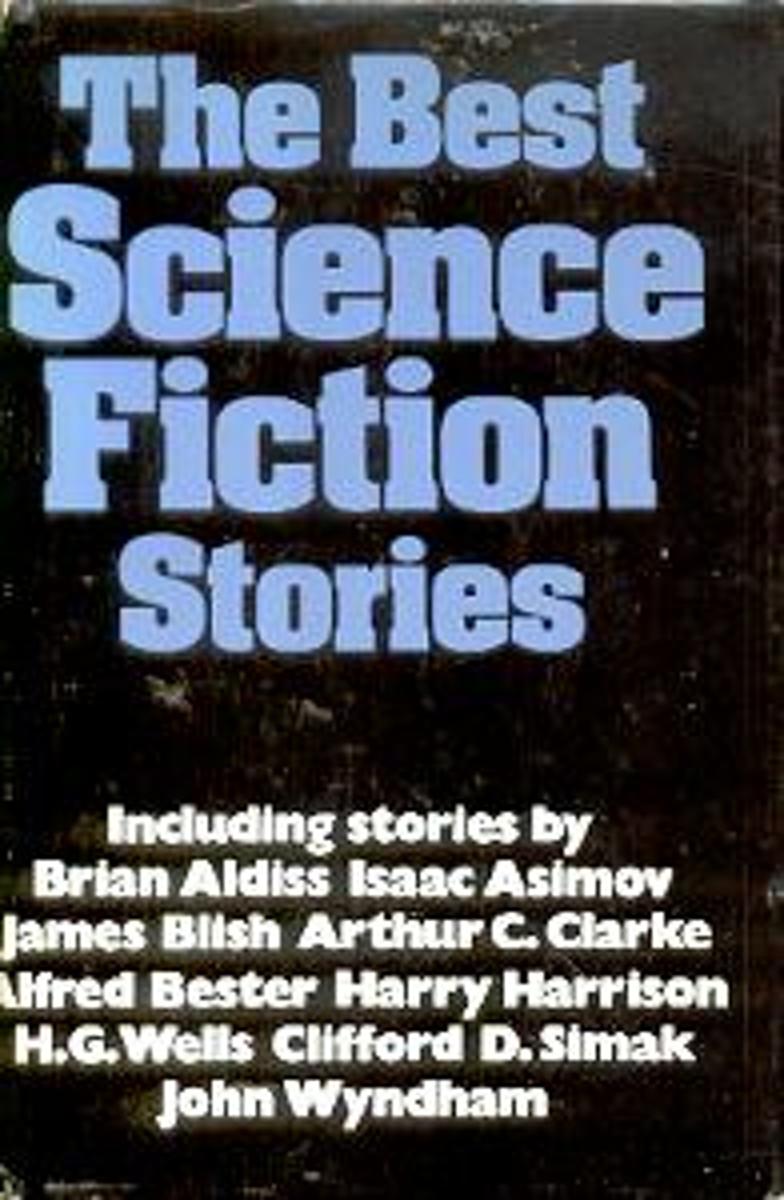 The Best
Science
Fiction
Stories
Including stories by
Brian Aldiss Isaac Asimov
James Blish Arthur C. Clarke
Alfred Bester Harry Harrison
H.G. Wells Clifford D. Simak
John Wyndham